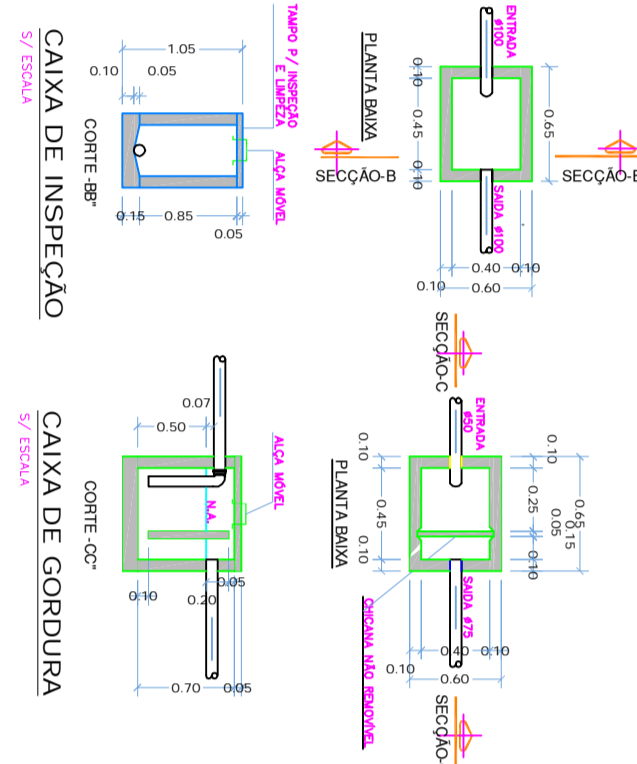 CAIXA DE INSPEÇÃO
S/ ESCALA
CORTE -BB"
1.05
0.10
0.05
0.15
0.85
0.05
TAMPO P/ INSPEÇÃO
E LIMPEZA
ALÇA MÓVEL
PLANTA BAIXA
ENTRADA
ø100
SAIDA ø100
0.10
0.45
0.10
0.65
0.40
0.10
0.10
0.60
SECÇÃO-B
SECÇÃO-B
CAIXA DE GORDURA
S/ ESCALA
CORTE -CC"
0.07
0.50
N.A.
0.10
0.20
0.05
0.70
0.05
ALÇA MÓVEL
PLANTA BAIXA
SECÇÃO-C
ENTRADA
ø50
SAIDA ø75
CHICANA NÃO REMOVÍVEL
0.10
0.45
0.10
0.10
0.25
0.05
0.15
0.10
0.65
0.40
0.10
0.10
0.60
SECÇÃO-